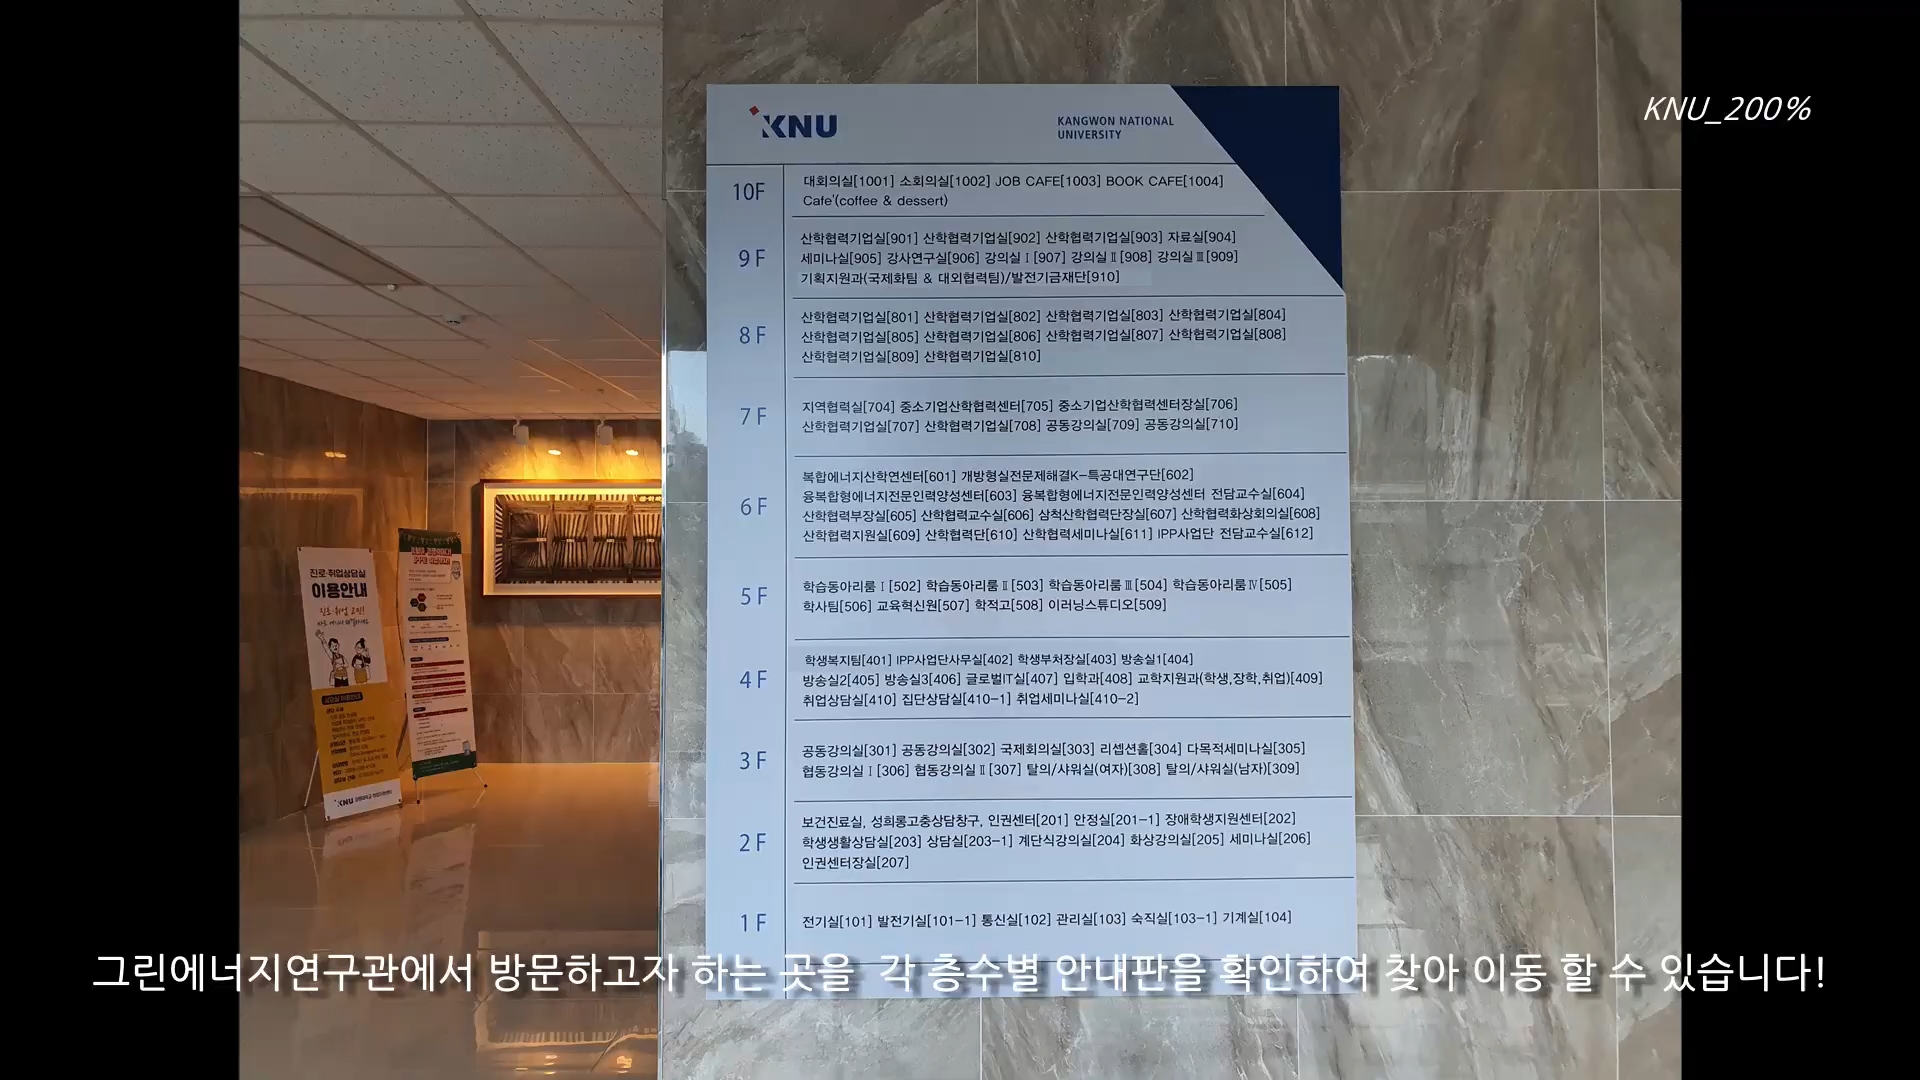 KNU_200%
KNU
KANGWON NATIONAL
UNIVERSITY
10F
대회의실[1001] 소회의실[1002] JOB CAFE[1003] BOOK CAFE[1004]
Cafe'(coffee & dessert)
9F
산학협력기업실[901] 산학협력기업실[902] 산학협력기업실[903] 자료실[904]
세미나실[905] 강사연구실[906] 강의실Ⅰ[907] 강의실Ⅱ[908] 강의실Ⅲ[909]
기획지원과(국제화팀 & 대외협력팀)/발전기금재단[910]
8F
산학협력기업실[801] 산학협력기업실[802] 산학협력기업실[803] 산학협력기업실[804]
산학협력기업실[805] 산학협력기업실[806] 산학협력기업실[807] 산학협력기업실[808]
산학협력기업실[809] 산학협력기업실[810]
7F
지역협력실[704] 중소기업산학협력센터[705] 중소기업산학협력센터장실[706]
산학협력기업실[707] 산학협력기업실[708] 공동강의실[709] 공동강의실[710]
6F
복합에너지산학연센터[601] 개방형실전문제해결K-특공대연구단[602]
융복합형에너지전문인력양성센터[603] 융복합형에너지전문인력양성센터 전담교수실[604]
산학협력부장실[605] 산학협력교수실[606] 삼척산학협력단장실[607] 산학협력화상회의실[608]
산학협력지원실[609] 산학협력단[610] 산학협력세미나실[611] IPP사업단 전담교수실[612]
5F
학습동아리룸Ⅰ[502] 학습동아리룸Ⅱ[503] 학습동아리룸Ⅲ[504] 학습동아리룸Ⅳ[505]
학사팀[506] 교육혁신원[507] 학적고[508] 이러닝스튜디오[509]
4F
학생복지팀[401] IPP사업단사무실[402] 학생부처장실[403] 방송실1[404]
방송실2[405] 방송실3[406] 글로벌IT실[407] 입학과[408] 교학지원과(학생,장학,취업)[409]
취업상담실[410] 집단상담실[410-1] 취업세미나실[410-2]
3F
공동강의실[301] 공동강의실[302] 국제회의실[303] 리셉션홀[304] 다목적세미나실[305]
협동강의실Ⅰ[306] 협동강의실Ⅱ[307] 탈의/샤워실(여자)[308] 탈의/샤워실(남자)[309]
2F
보건진료실, 성희롱고충상담창구, 인권센터[201] 안정실[201-1] 장애학생지원센터[202]
학생생활상담실[203] 상담실[203-1] 계단식강의실[204] 화상강의실[205] 세미나실[206]
인권센터장실[207]
1F
전기실[101] 발전기실[101-1] 통신실[102] 관리실[103] 숙직실[103-1] 기계실[104]
진로·취업상담실
이용안내
진로·취업 고민!
KNU
그린에너지연구관에서 방문하고자 하는 곳을 각 층수별 안내판을 확인하여 찾아 이동 할 수 있습니다!